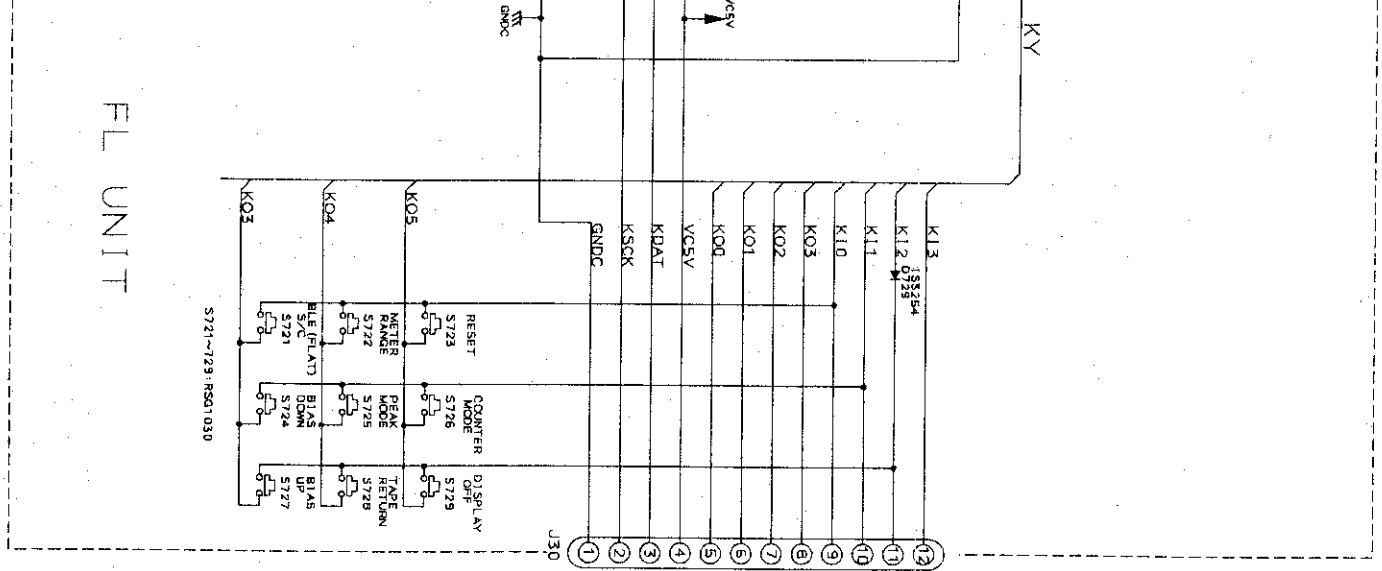 VC5V
GNDC
KY
FL UNIT
KO3
KO4
KO5
GNDC
KSCK
KDAT
VC5V
KO0
KO1
KO2
KO3
KI0
KI1
KI2
KI3
1SS254
D729
RESET
S723
METER
RANGE
S722
BLE (FLAT)
S/C
S721
COUNTER
MODE
S726
PEAK
MODE
S725
BIAS
DOWN
S724
DISPLAY
OFF
S729
TAPE
RETURN
S728
BIAS
UP
S727
S721~729:RSG1030
J30
1
2
3
4
5
6
7
8
9
10
11
12